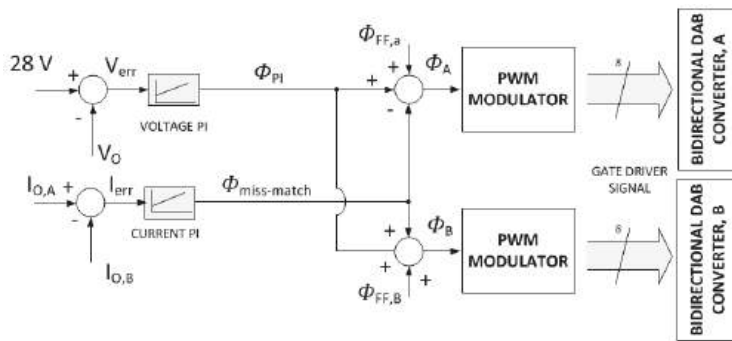 28 V
+
-
V_err
VOLTAGE PI
V_O
Φ_PI
Φ_FF,a
+
+
-
Φ_A
PWM
MODULATOR
8
BIDIRECTIONAL DAB
CONVERTER, A
I_O,A
+
-
I_err
CURRENT PI
I_O,B
Φ_miss-match
GATE DRIVER
SIGNAL
+
+
+
Φ_B
Φ_FF,B
PWM
MODULATOR
8
BIDIRECTIONAL DAB
CONVERTER, B